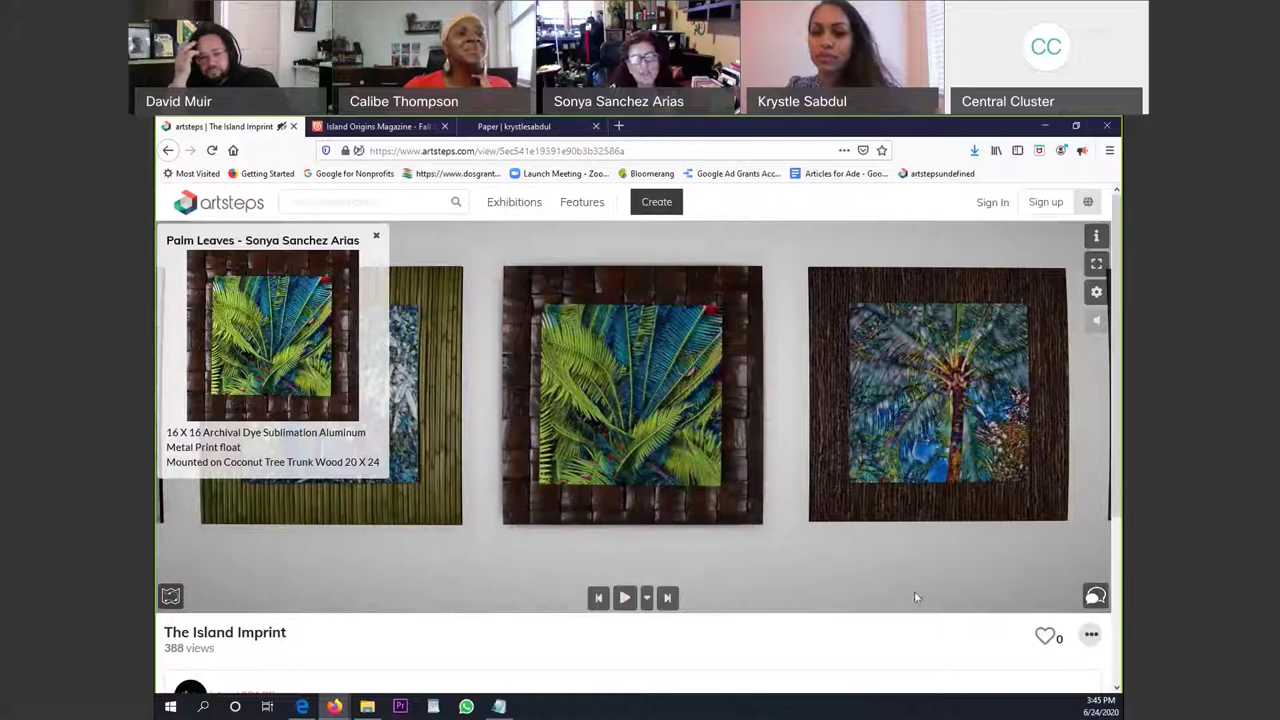 CC
David Muir
Calibe Thompson
Sonya Sanchez Arias
Krystle Sabdul
Central Cluster
artsteps | The Island Imprint
Island Origins Magazine - Fall
Paper | krystlesabdul
https://www.artsteps.com/view/5ec541e19391e90b3b32586a
Most Visited
Getting Started
Google for Nonprofits
https://www.dosgrant...
Launch Meeting - Zoo...
Bloomerang
Google Ad Grants Acc...
Articles for Ade - Goo...
artstepsundefined
artsteps
Exhibitions
Features
Create
Sign In
Sign up
Palm Leaves - Sonya Sanchez Arias
16 X 16 Archival Dye Sublimation Aluminum
Metal Print float
Mounted on Coconut Tree Trunk Wood 20 X 24
The Island Imprint
388 views
0
3:45 PM
6/24/2020